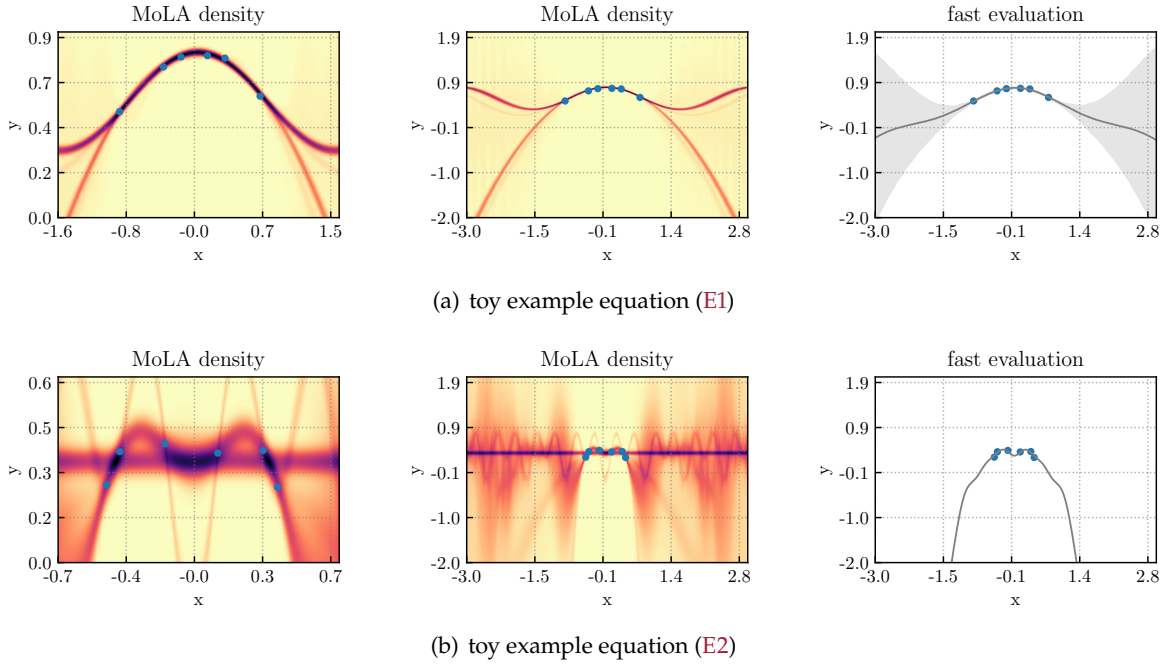 MoLA density MoLA density fast evaluation
0.9 1.9 1.9
0.7 0.9 0.9
y 0.4 y -0.1 y -0.1
0.2 -1.0 -1.0
0.0 -2.0 -2.0
-1.6 -0.8 -0.0 0.7 1.5 -3.0 -1.5 -0.1 1.4 2.8 -3.0 -1.5 -0.1 1.4 2.8
x x x
(a) toy example equation (E1)
MoLA density MoLA density fast evaluation
0.6 1.9 1.9
0.5 0.9 0.9
y 0.3 y -0.1 y -0.1
0.2 -1.0 -1.0
0.0 -2.0 -2.0
-0.7 -0.4 -0.0 0.3 0.7 -3.0 -1.5 -0.1 1.4 2.8 -3.0 -1.5 -0.1 1.4 2.8
x x x
(b) toy example equation (E2)